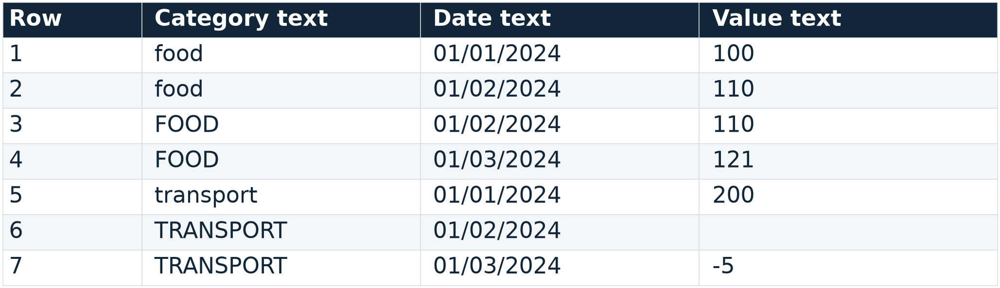 Row Category text Date text Value text
1 food 01/01/2024 100
2 food 01/02/2024 110
3 FOOD 01/02/2024 110
4 FOOD 01/03/2024 121
5 transport 01/01/2024 200
6 TRANSPORT 01/02/2024
7 TRANSPORT 01/03/2024 -5